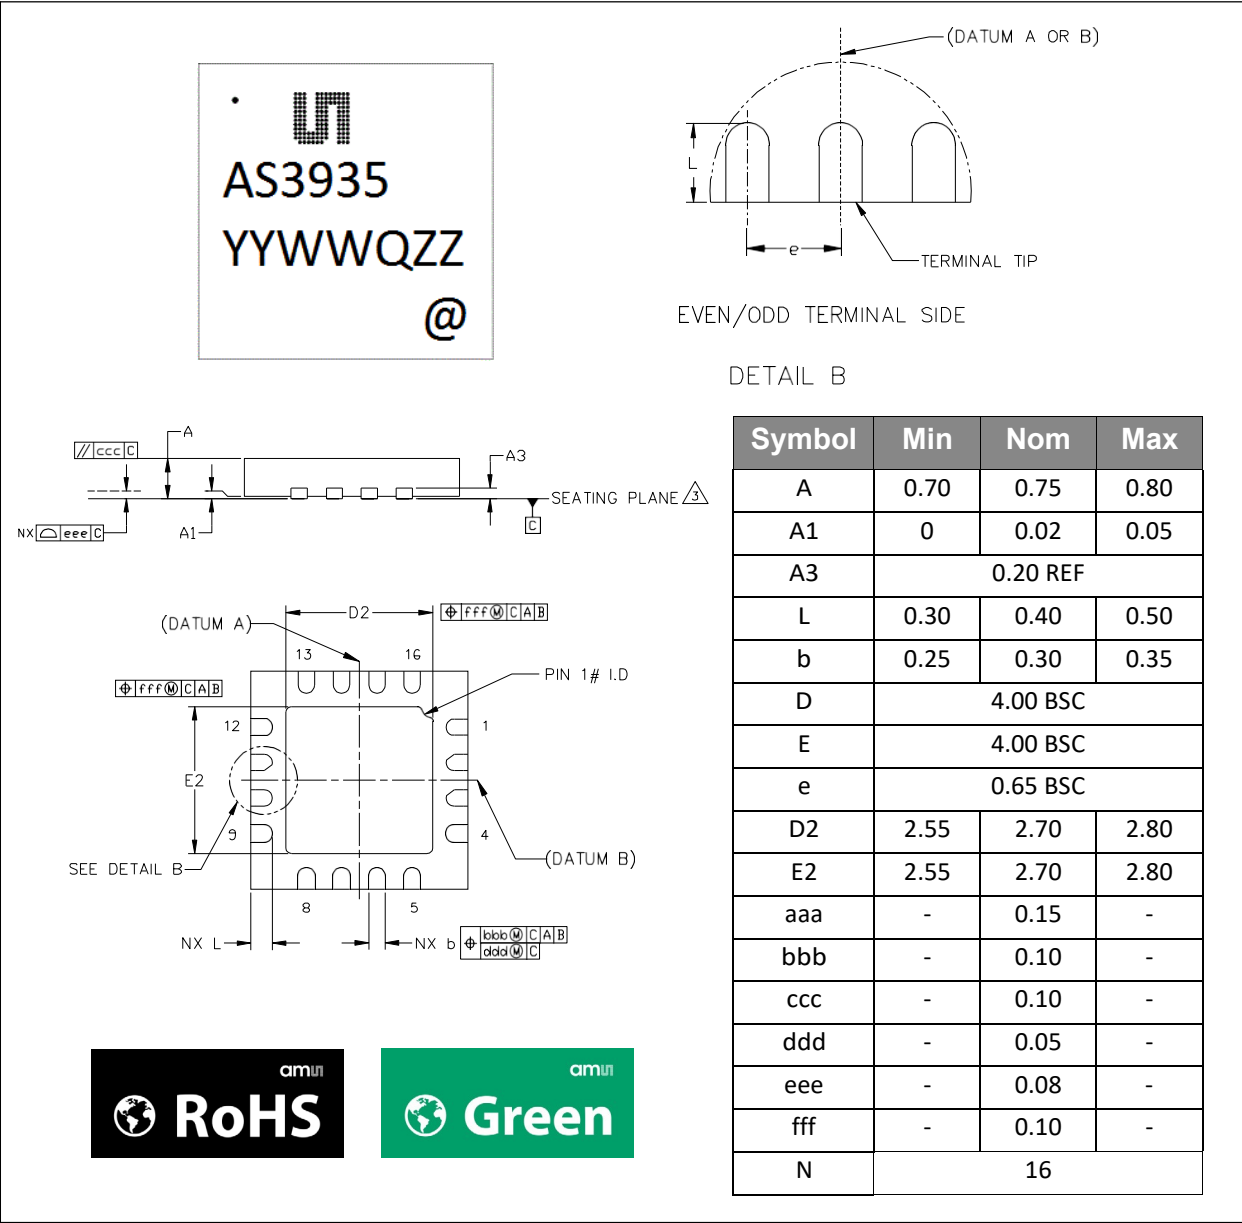 AS3935
YYWWQZZ
@
(DATUM A OR B)
L
e
TERMINAL TIP
EVEN/ODD TERMINAL SIDE
DETAIL B
// ccc C
A
A3
SEATING PLANE 3
C
NX eee C
A1
D2
fff M C A B
(DATUM A)
13
16
PIN 1# I.D
fff M C A B
12
1
E2
9
4
SEE DETAIL B
(DATUM B)
8
5
NX L
NX b
bbb M C A B
ddd M C
am
RoHS
am
Green
Symbol Min Nom Max
A 0.70 0.75 0.80
A1 0 0.02 0.05
A3 0.20 REF
L 0.30 0.40 0.50
b 0.25 0.30 0.35
D 4.00 BSC
E 4.00 BSC
e 0.65 BSC
D2 2.55 2.70 2.80
E2 2.55 2.70 2.80
aaa - 0.15 -
bbb - 0.10 -
ccc - 0.10 -
ddd - 0.05 -
eee - 0.08 -
fff - 0.10 -
N 16